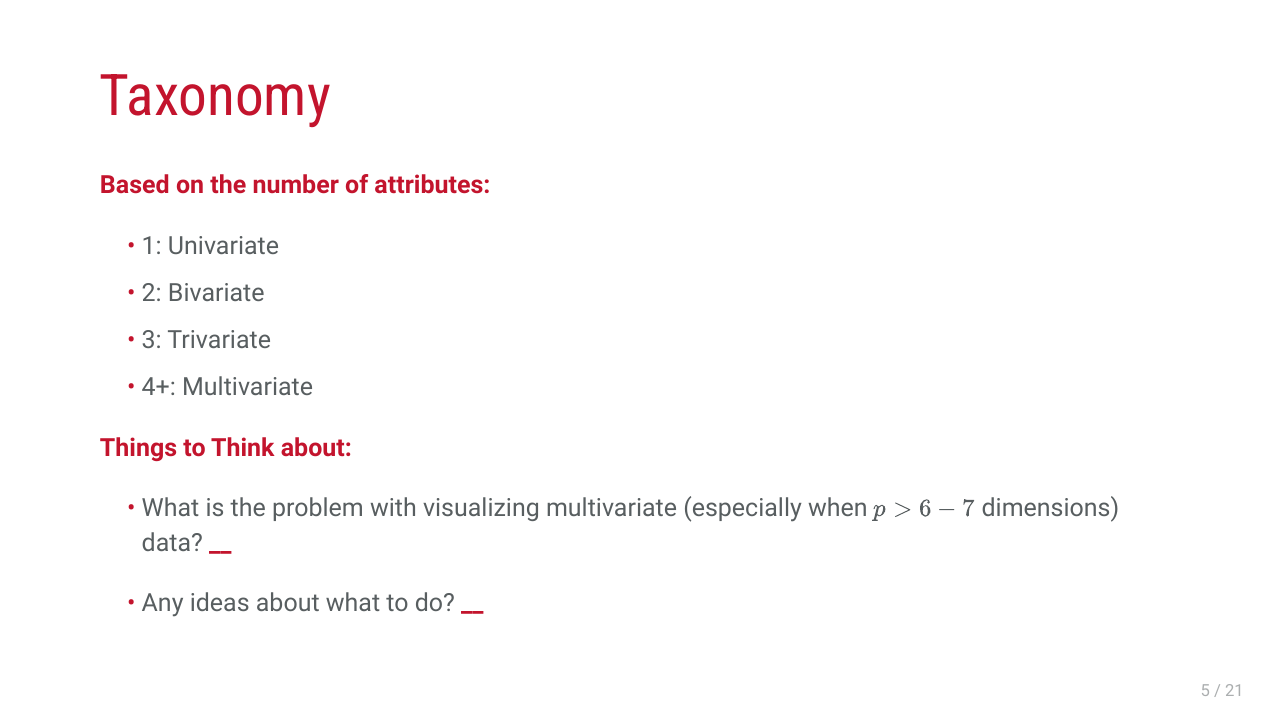 Taxonomy
Based on the number of attributes:
• 1: Univariate
• 2: Bivariate
• 3: Trivariate
• 4+: Multivariate
Things to Think about:
• What is the problem with visualizing multivariate (especially when p > 6 − 7 dimensions)
data? __
• Any ideas about what to do? __
5 / 21